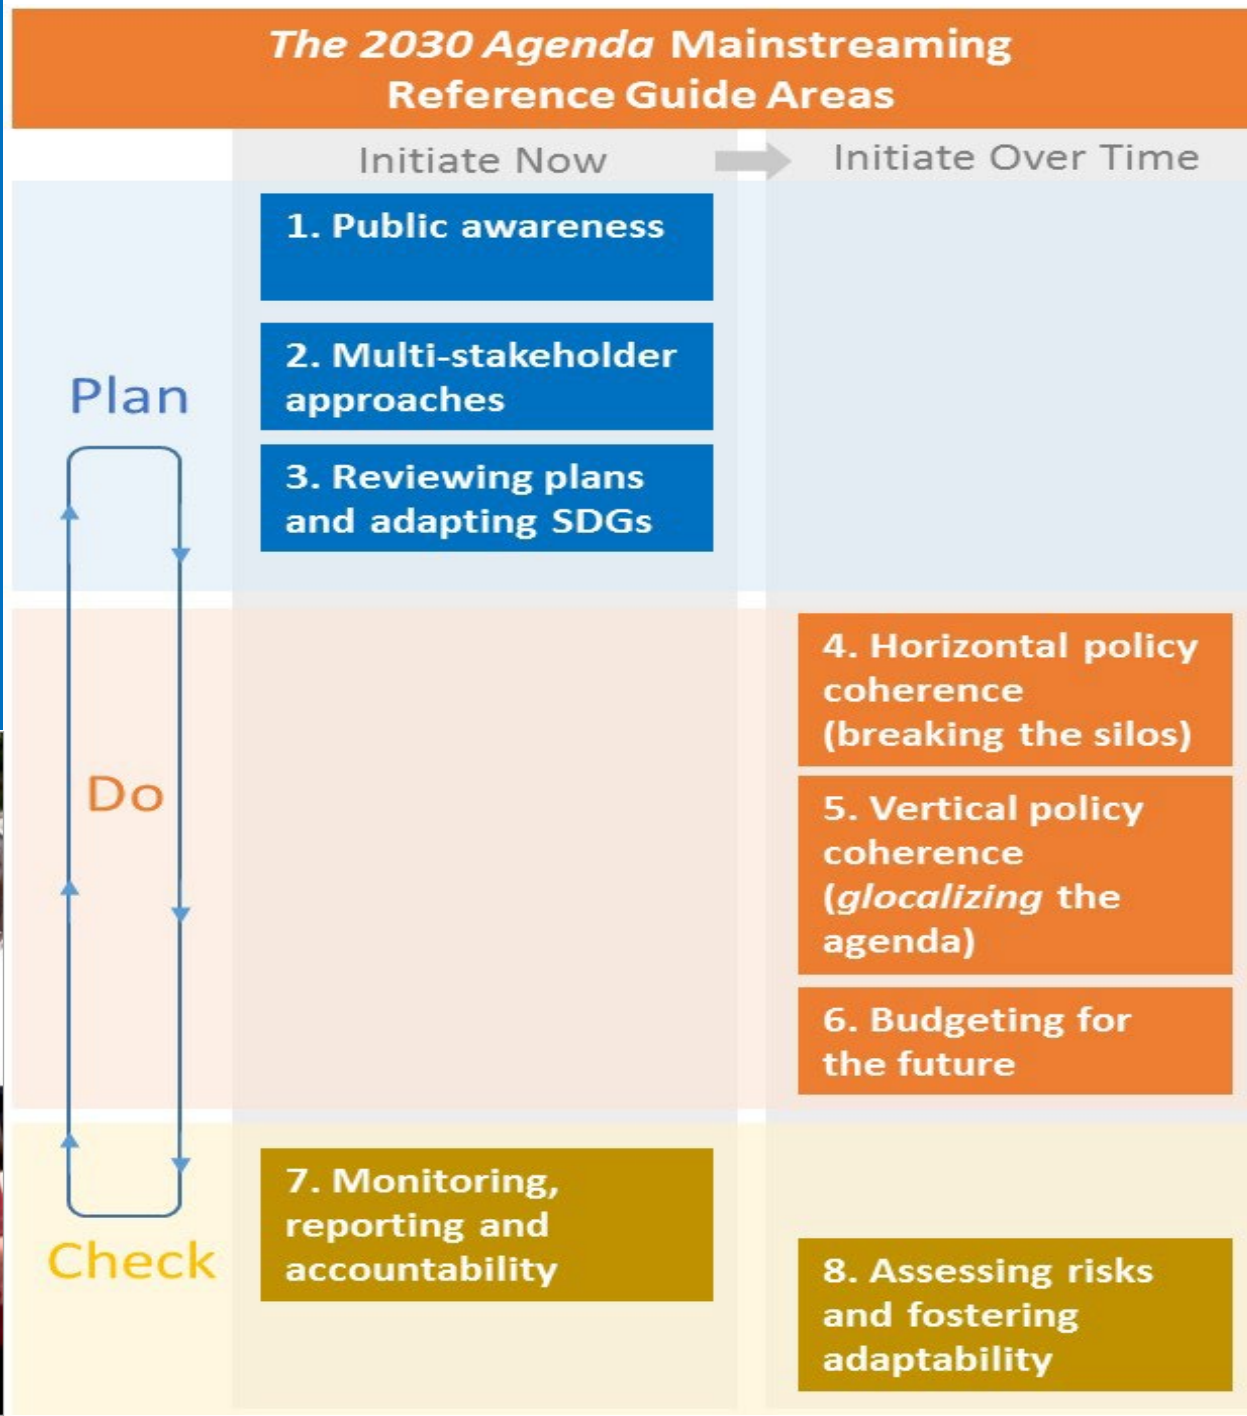 The 2030 Agenda Mainstreaming
Reference Guide Areas
Initiate Now
Initiate Over Time
Plan
1. Public awareness
2. Multi-stakeholder
approaches
3. Reviewing plans
and adapting SDGs
Do
4. Horizontal policy
coherence
(breaking the silos)
5. Vertical policy
coherence
(glocalizing the
agenda)
6. Budgeting for
the future
Check
7. Monitoring,
reporting and
accountability
8. Assessing risks
and fostering
adaptability